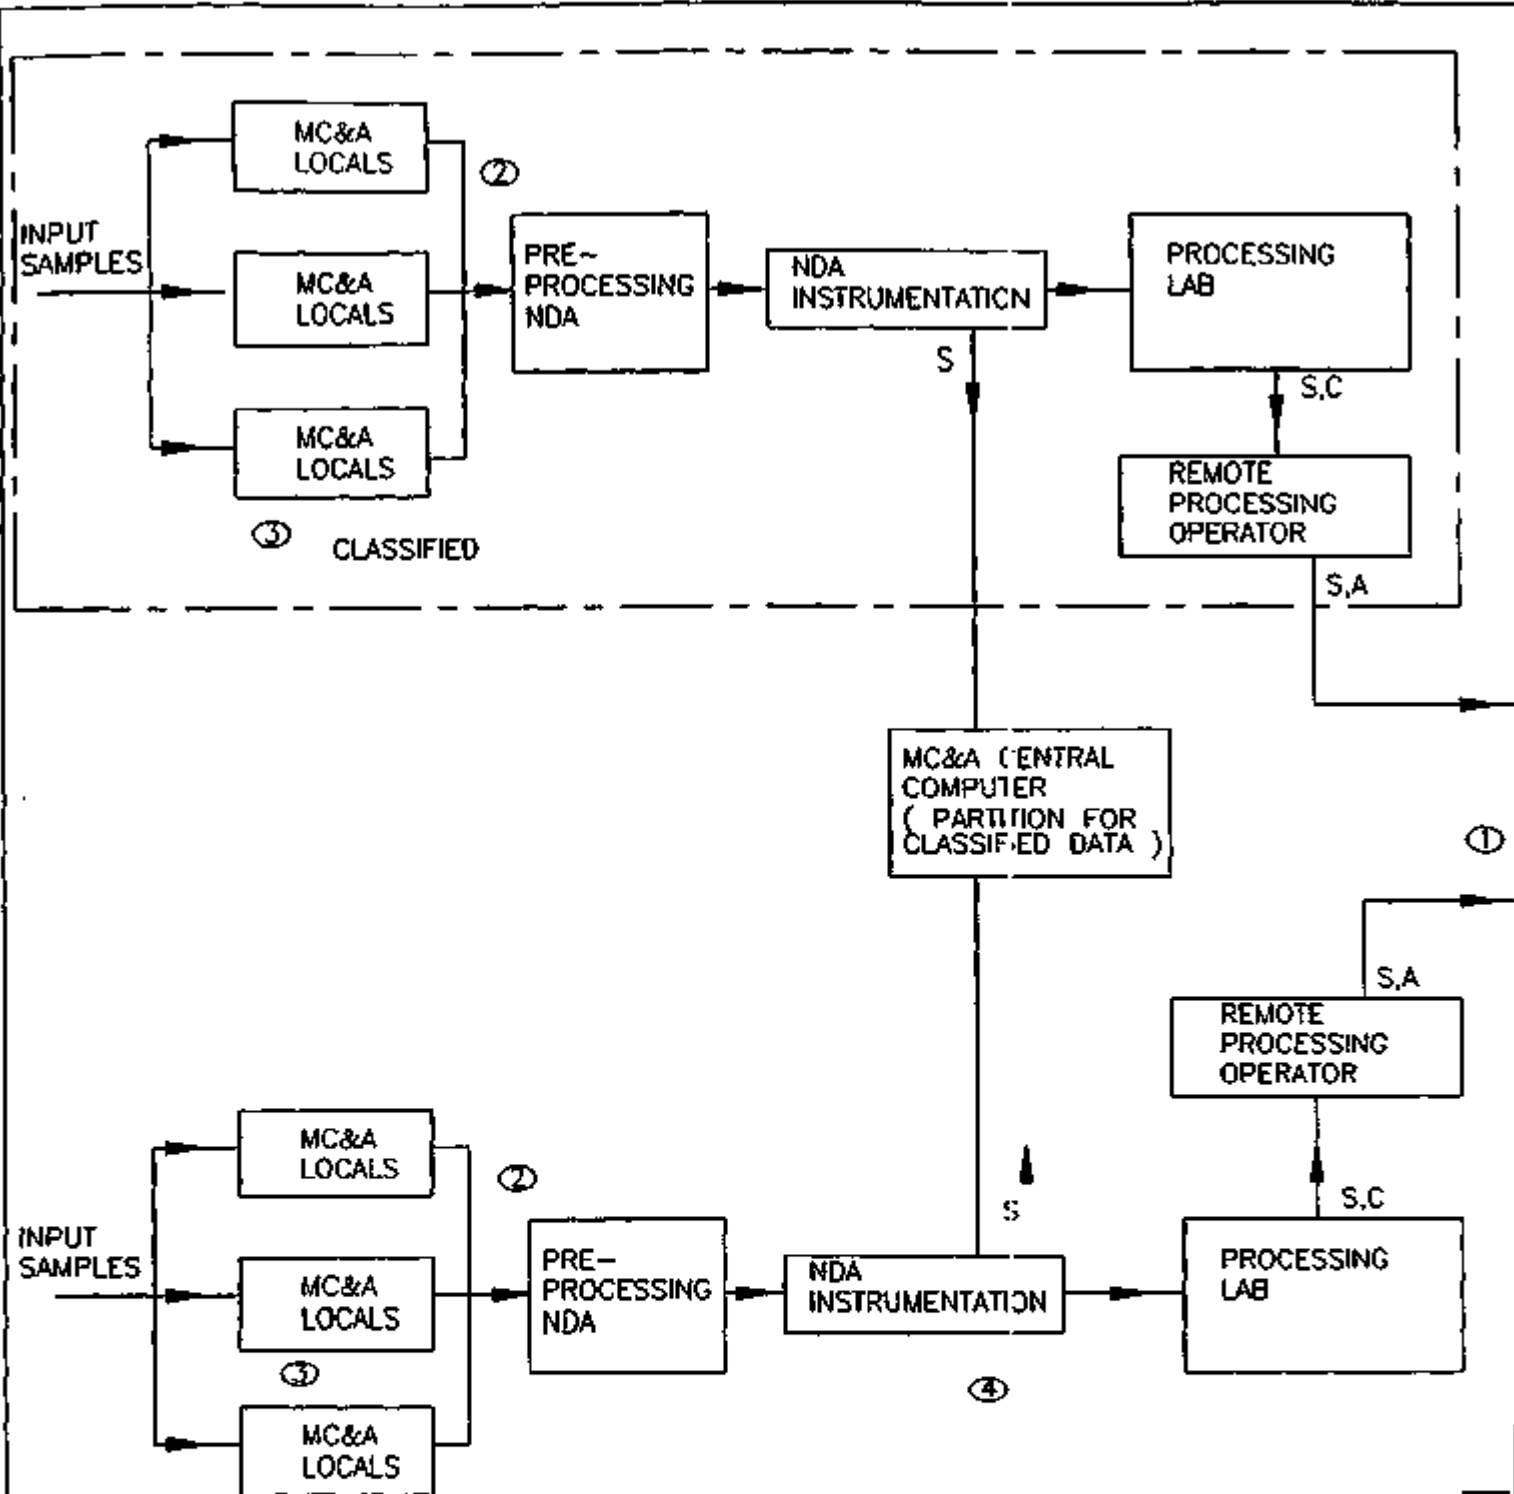 MC&A
LOCALS
②
INPUT
SAMPLES
MC&A
LOCALS
PRE-
PROCESSING
NDA
NDA
INSTRUMENTATION
PROCESSING
LAB
S
S,C
MC&A
LOCALS
REMOTE
PROCESSING
OPERATOR
③
CLASSIFIED
S,A
MC&A CENTRAL
COMPUTER
( PARTITION FOR
CLASSIFIED DATA )
①
S,A
REMOTE
PROCESSING
OPERATOR
MC&A
LOCALS
②
S
S,C
INPUT
SAMPLES
MC&A
LOCALS
PRE-
PROCESSING
NDA
NDA
INSTRUMENTATION
PROCESSING
LAB
③
④
MC&A
LOCALS